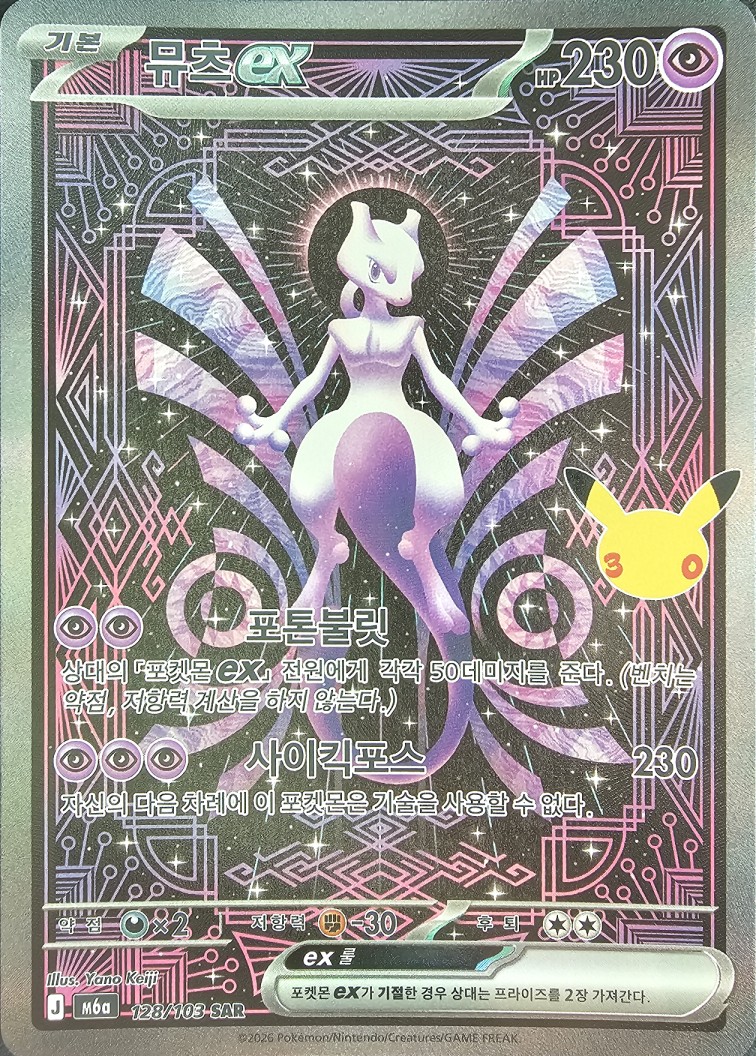 기본 뮤츠ex HP230
3 0
포톤불릿
상대의 「포켓몬 ex」 전원에게 각각 50데미지를 준다. (벤치는
약점, 저항력 계산을 하지 않는다.)
사이킥포스 230
자신의 다음 차례에 이 포켓몬은 기술을 사용할 수 없다.
약점 ×2 저항력 -30 후퇴
ex 룰
포켓몬 ex가 기절한 경우 상대는 프라이즈를 2장 가져간다.
Illus. Yano Keiji
J M6a 128/103 SAR
©2026 Pokémon/Nintendo/Creatures/GAME FREAK.